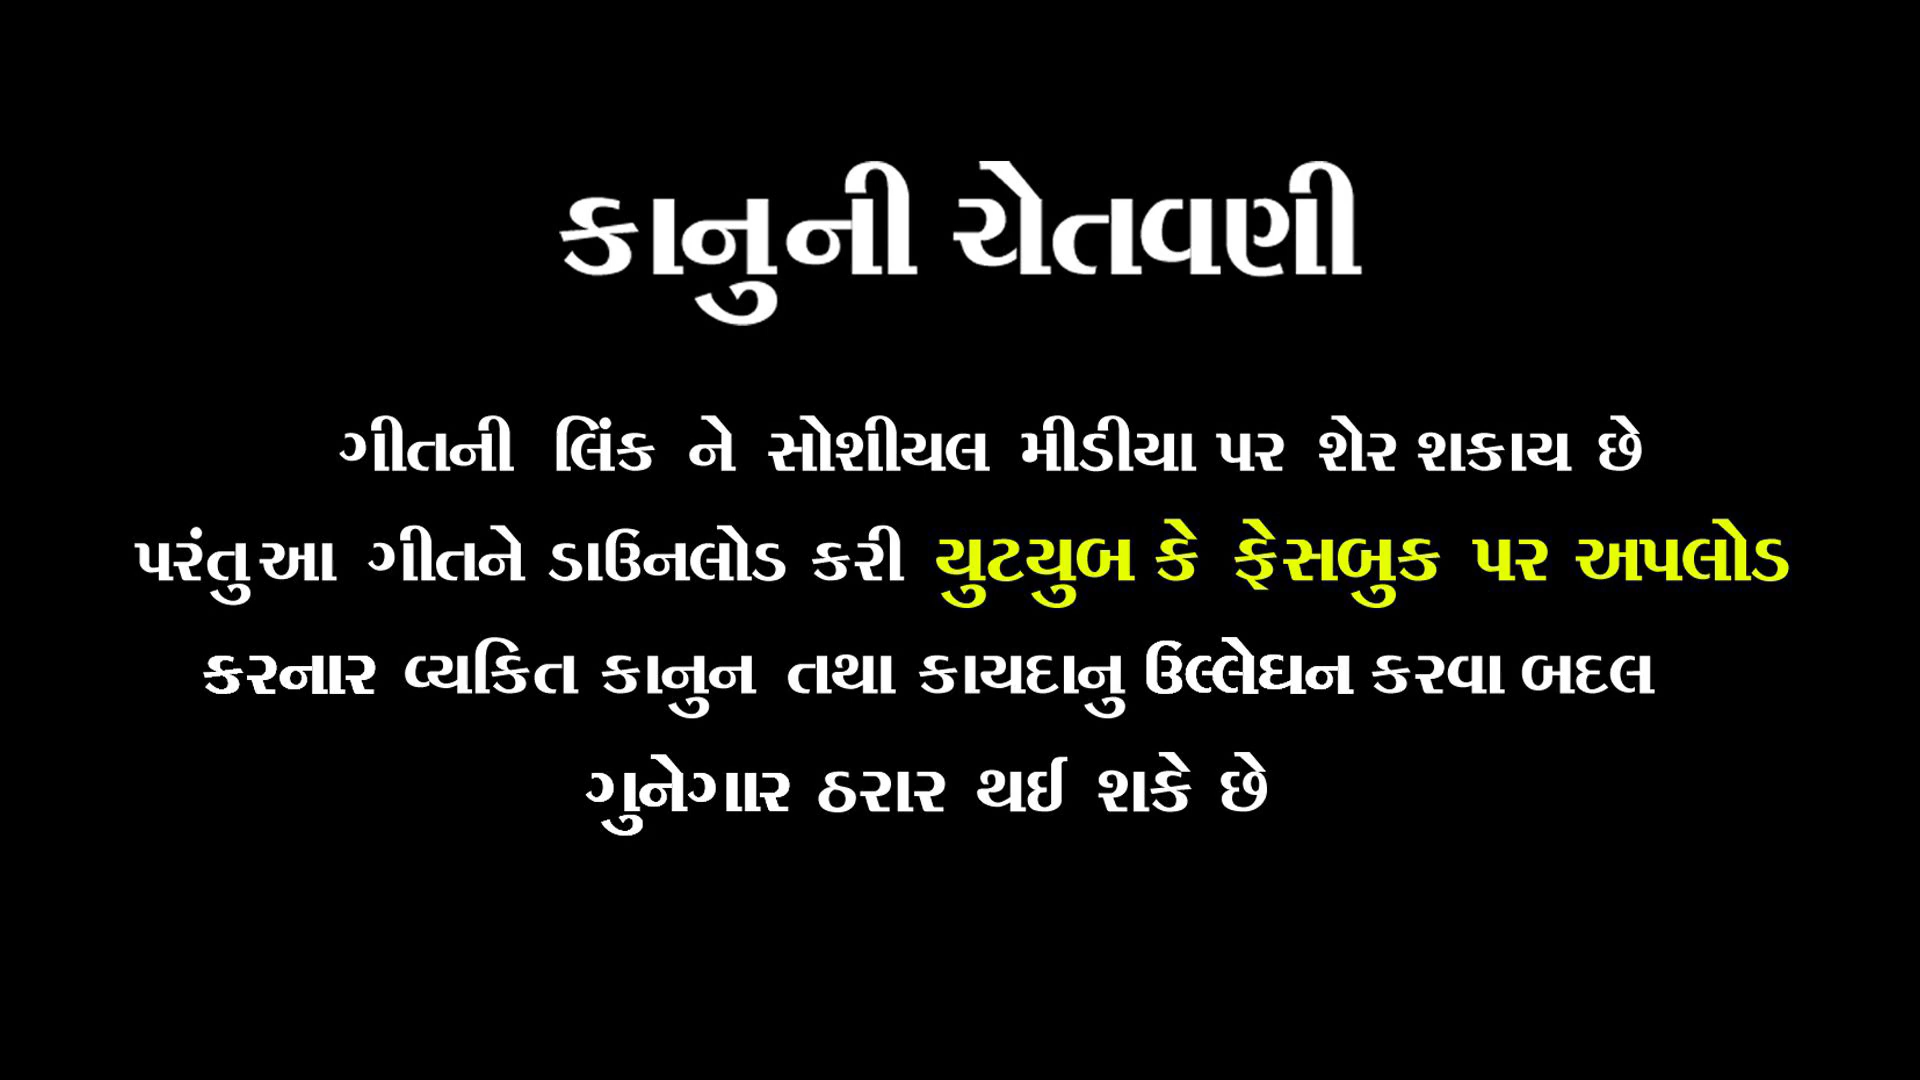 કાનુની ચેતવણી
ગીતની લિંક ને સોશીયલ મીડીયા પર શેર શકાય છે
પરંતુ આ ગીતને ડાઉનલોડ કરી યુટયુબ કે ફેસબુક પર અપલોડ
કરનાર વ્યકિત કાનુન તથા કાયદાનુ ઉલ્લેઘન કરવા બદલ
ગુનેગાર ઠરાર થઈ શકે છે